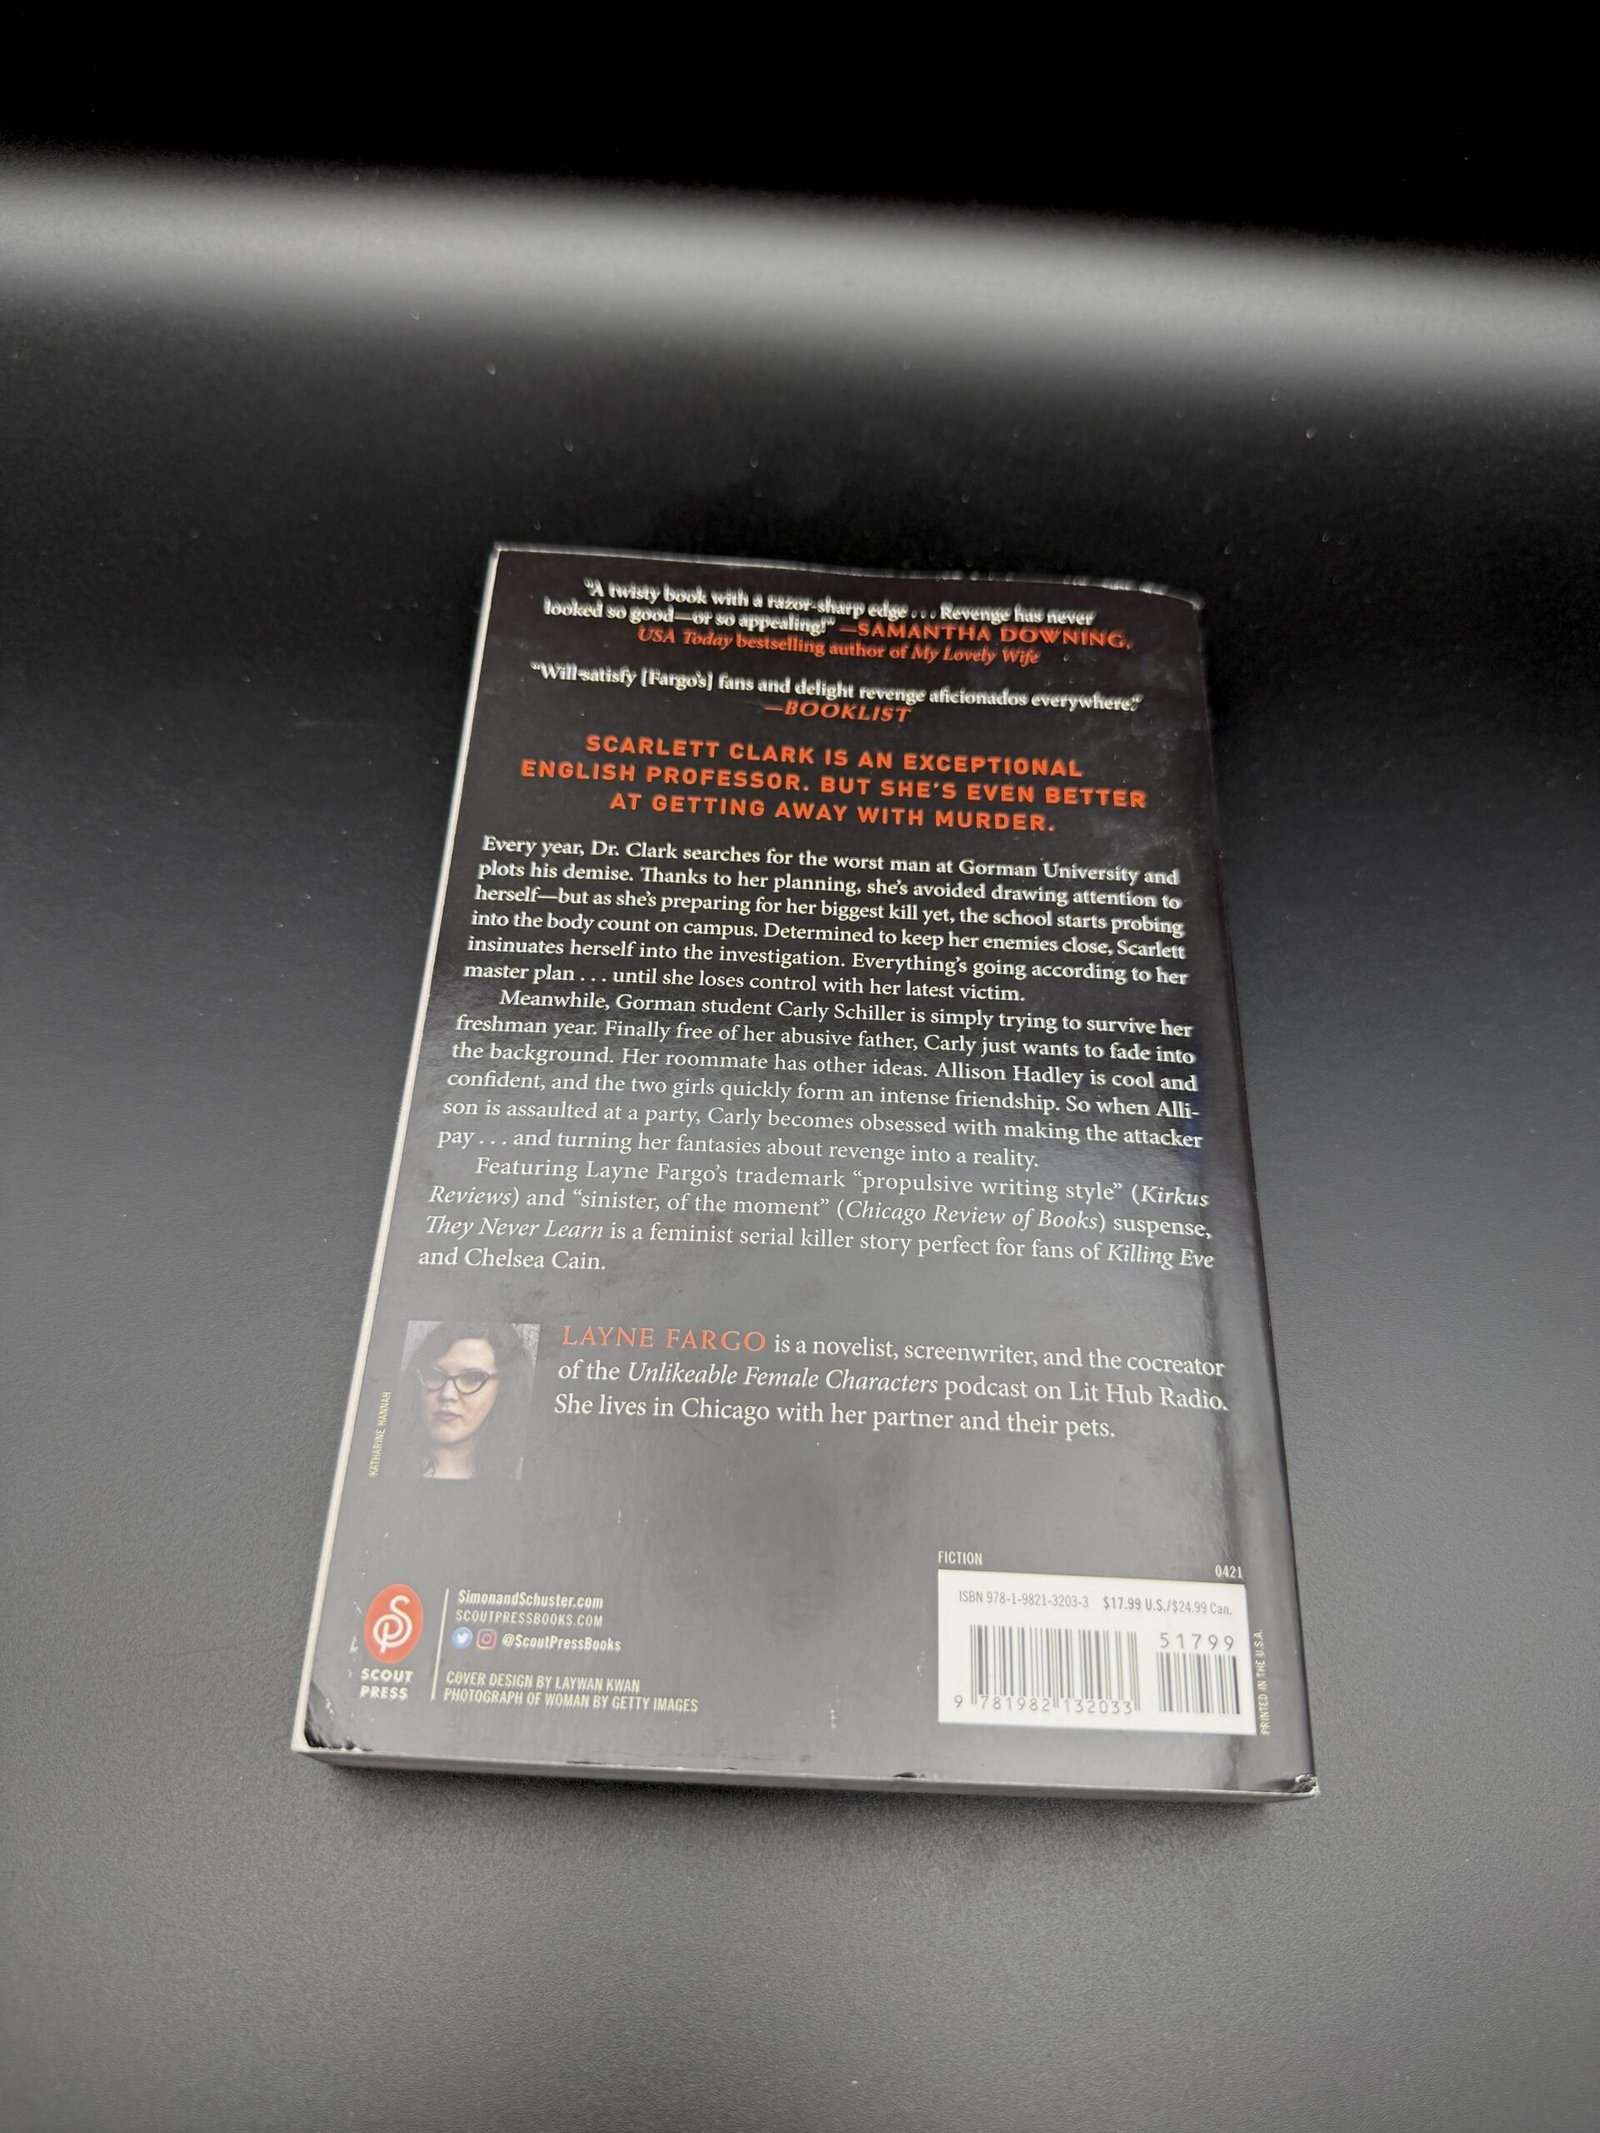 “A twisty book with a razor-sharp edge . . . Revenge has never
looked so good—or so appealing!” —SAMANTHA DOWNING,
USA Today bestselling author of My Lovely Wife
“Will satisfy [Fargo’s] fans and delight revenge aficionados everywhere.”
—BOOKLIST
SCARLETT CLARK IS AN EXCEPTIONAL
ENGLISH PROFESSOR. BUT SHE’S EVEN BETTER
AT GETTING AWAY WITH MURDER.
Every year, Dr. Clark searches for the worst man at Gorman University and
plots his demise. Thanks to her planning, she’s avoided drawing attention to
herself—but as she’s preparing for her biggest kill yet, the school starts probing
into the body count on campus. Determined to keep her enemies close, Scarlett
insinuates herself into the investigation. Everything’s going according to her
master plan . . . until she loses control with her latest victim.
Meanwhile, Gorman student Carly Schiller is simply trying to survive her
freshman year. Finally free of her abusive father, Carly just wants to fade into
the background. Her roommate has other ideas. Allison Hadley is cool and
confident, and the two girls quickly form an intense friendship. So when Alli-
son is assaulted at a party, Carly becomes obsessed with making the attacker
pay . . . and turning her fantasies about revenge into a reality.
Featuring Layne Fargo’s trademark “propulsive writing style” (Kirkus
Reviews) and “sinister, of the moment” (Chicago Review of Books) suspense,
They Never Learn is a feminist serial killer story perfect for fans of Killing Eve
and Chelsea Cain.
KATHARINE HANNAH
LAYNE FARGO is a novelist, screenwriter, and the cocreator
of the Unlikeable Female Characters podcast on Lit Hub Radio.
She lives in Chicago with her partner and their pets.
SCOUT
PRESS
SimonandSchuster.com
SCOUTPRESSBOOKS.COM
@ScoutPressBooks
COVER DESIGN BY LAYWAN KWAN
PHOTOGRAPH OF WOMAN BY GETTY IMAGES
FICTION
0421
ISBN 978-1-9821-3203-3 $17.99 U.S./$24.99 Can.
51799
9 781982 132033
PRINTED IN THE U.S.A.